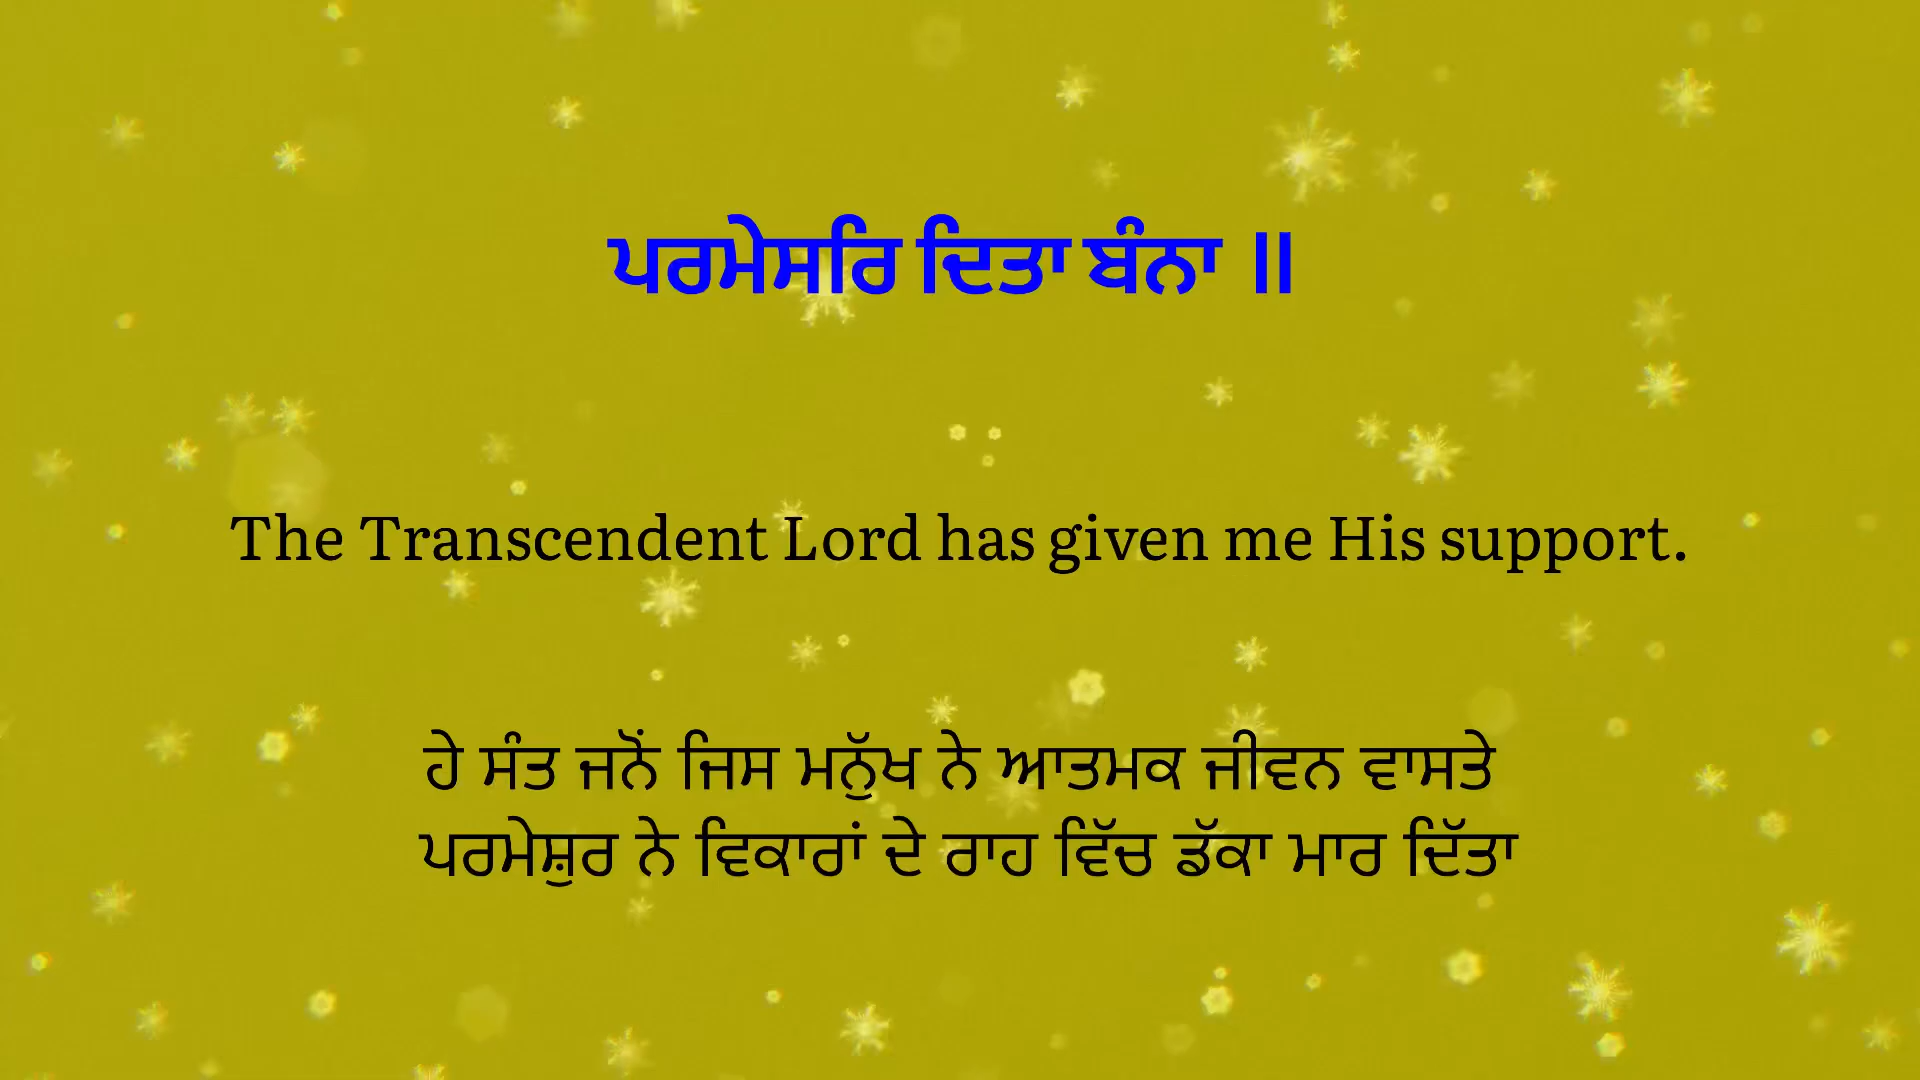 ਪਰਮੇਸਰਿ ਦਿਤਾ ਬੰਨਾ ॥
The Transcendent Lord has given me His support.
ਹੇ ਸੰਤ ਜਨੋਂ ਜਿਸ ਮਨੁੱਖ ਨੇ ਆਤਮਕ ਜੀਵਨ ਵਾਸਤੇ
ਪਰਮੇਸ਼ੁਰ ਨੇ ਵਿਕਾਰਾਂ ਦੇ ਰਾਹ ਵਿੱਚ ਡੱਕਾ ਮਾਰ ਦਿੱਤਾ